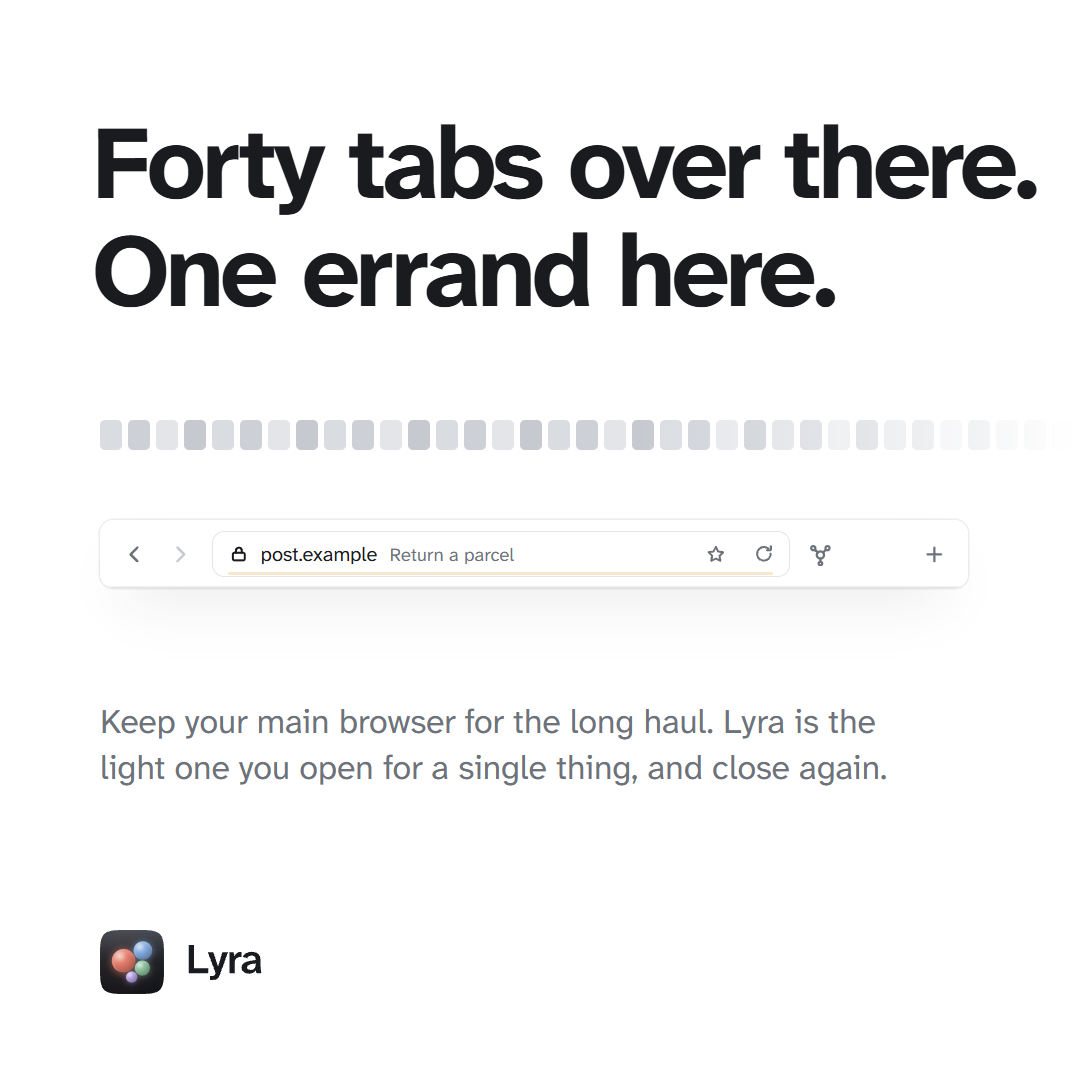 Forty tabs over there.
One errand here.
post.example Return a parcel
Keep your main browser for the long haul. Lyra is the
light one you open for a single thing, and close again.
Lyra